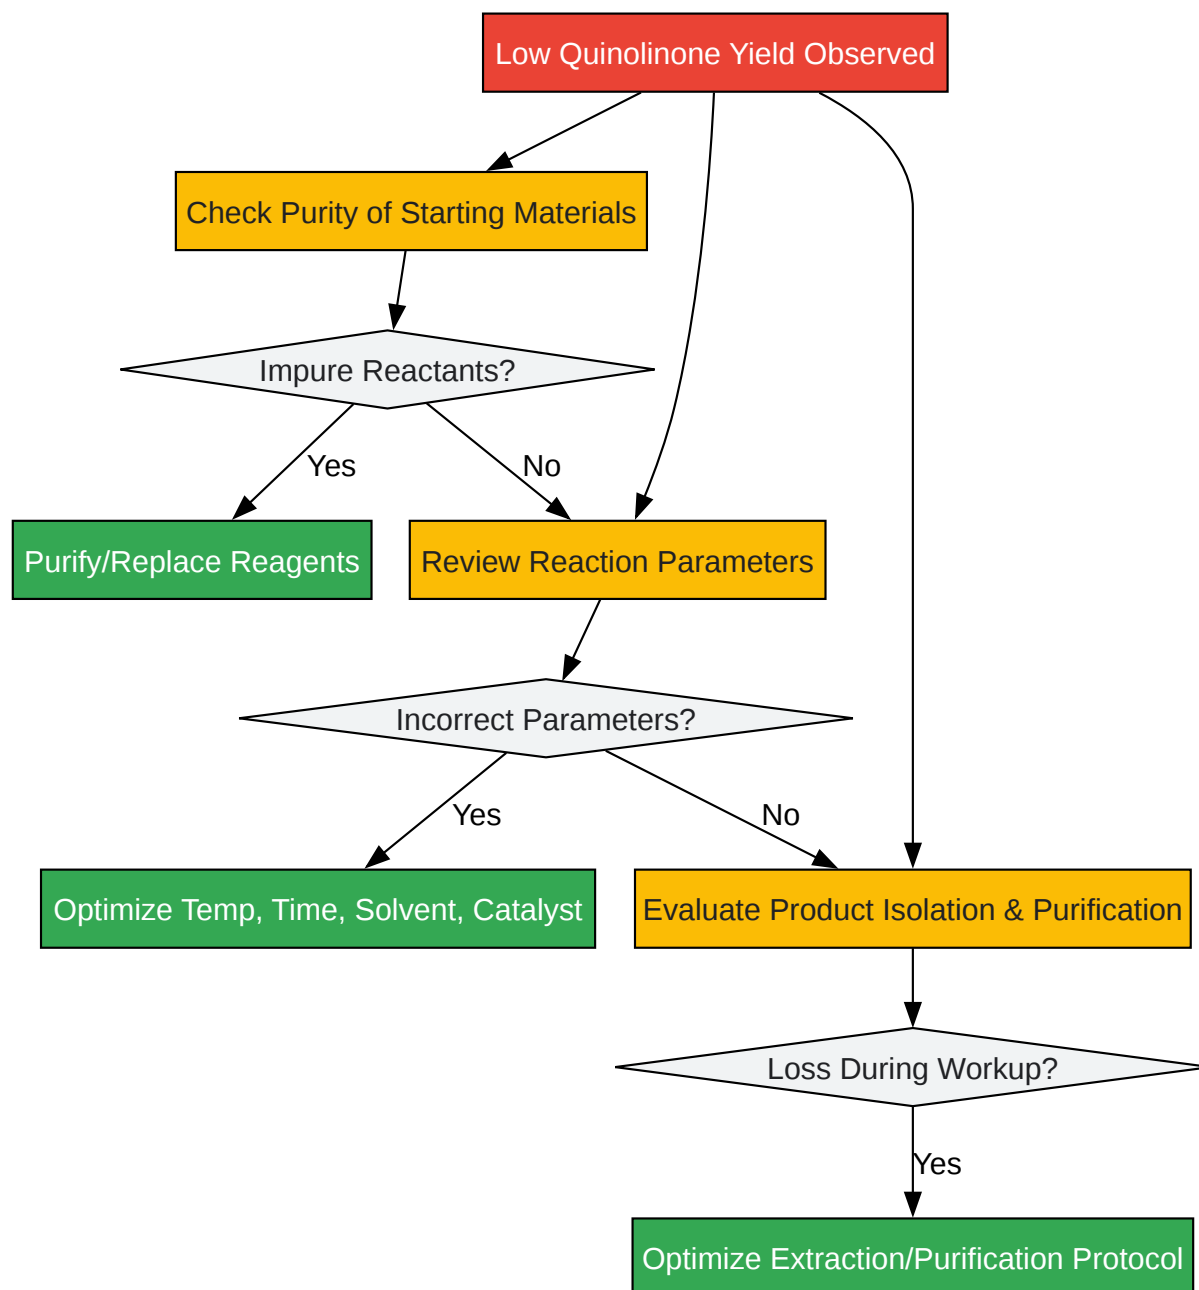 Low Quinolinone Yield Observed
Check Purity of Starting Materials
Impure Reactants?
Yes
No
Purify/Replace Reagents
Review Reaction Parameters
Incorrect Parameters?
Yes
No
Optimize Temp, Time, Solvent, Catalyst
Evaluate Product Isolation & Purification
Loss During Workup?
Yes
Optimize Extraction/Purification Protocol